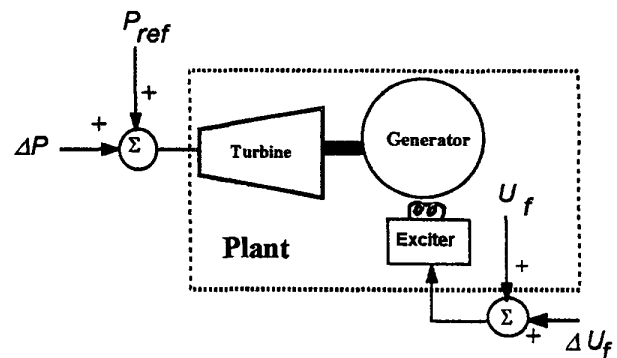 P_ref
+
+
ΔP
Σ
Turbine
Generator
U_f
Exciter
Plant
+
Σ
+
ΔU_f